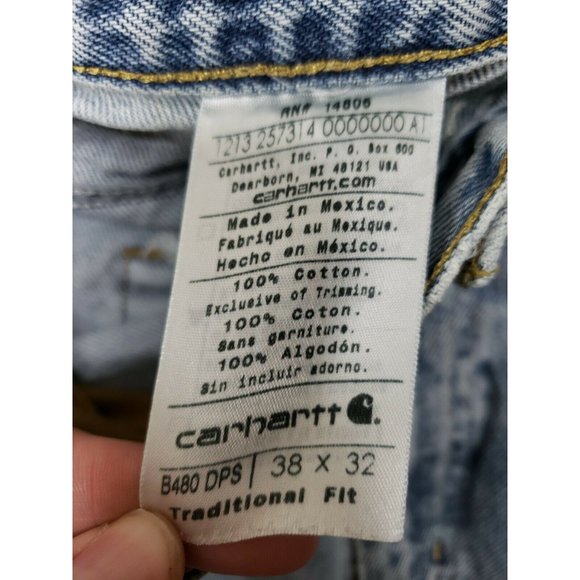 RN# 14806
1213 257314 0000000 A1
Carhartt, Inc. P. O. Box 600
Dearborn, MI 48121 USA
carhartt.com
Made in Mexico.
Fabriqué au Mexique.
Hecho en México.
100% Cotton.
Exclusive of Trimming.
100% Coton.
Sans garniture.
100% Algodón.
Sin incluir adorno.
carhartt
B480 DPS | 38 x 32
Traditional Fit